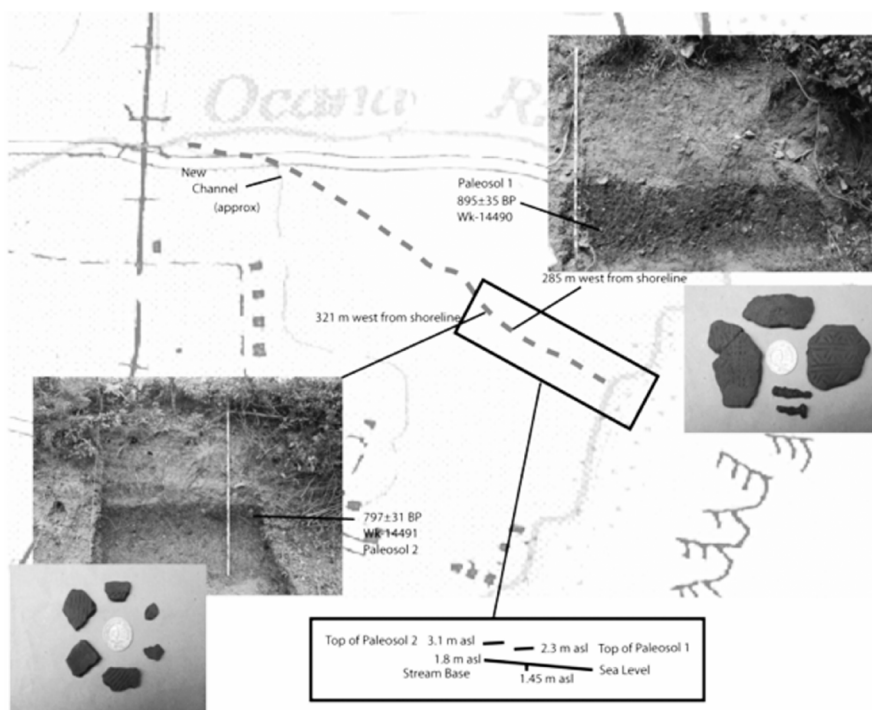 Ocana R
New
Channel
(approx)
Paleosol 1
895±35 BP
Wk-14490
285 m west from shoreline
321 m west from shoreline
797±31 BP
Wk-14491
Paleosol 2
Top of Paleosol 2 3.1 m asl
2.3 m asl Top of Paleosol 1
1.8 m asl
Stream Base
Sea Level
1.45 m asl